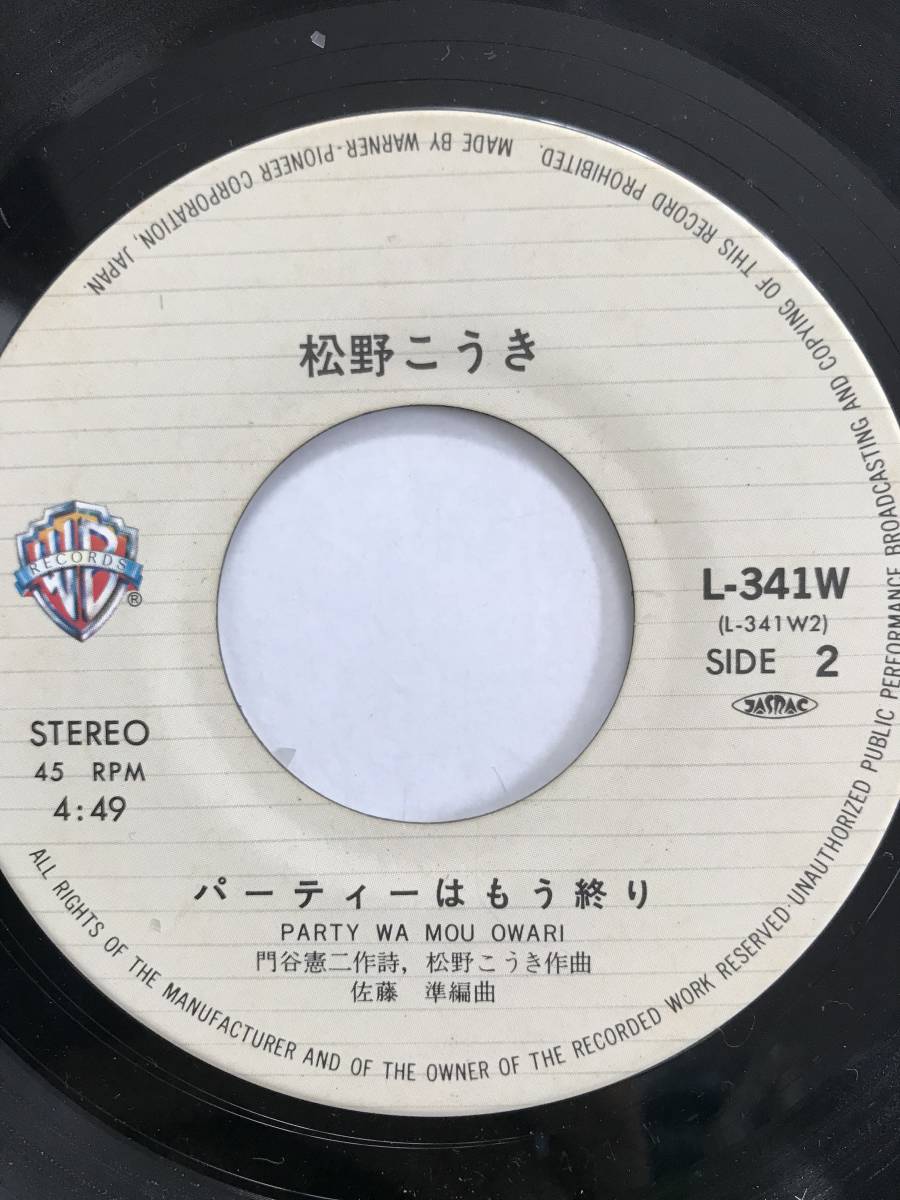 松野こうき
WB
RECORDS
®
L-341W
(L-341W2)
SIDE 2
JASRAC
STEREO
45 RPM
4:49
パーティーはもう終り
PARTY WA MOU OWARI
門谷憲二作詩, 松野こうき作曲
佐藤 準編曲
ALL RIGHTS OF THE MANUFACTURER AND OF THE OWNER OF THE RECORDED WORK RESERVED-UNAUTHORIZED PUBLIC PERFORMANCE BROADCASTING AND COPYING OF THIS RECORD PROHIBITED. MADE BY WARNER-PIONEER CORPORATION, JAPAN.